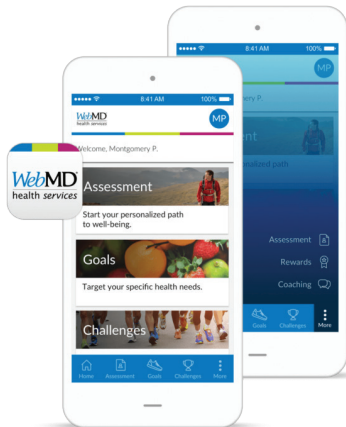 8:41 AM 100%
MP
8:41 AM 100%
WebMD
health services
MP
Welcome, Montgomery P.
WebMD
health services
Assessment
Start your personalized path
to well-being.
Goals
Target your specific health needs.
Challenges
Home Assessment Goals Challenges More
y P.
nt
onalized path
Assessment
Rewards
Coaching
Goals Challenges More